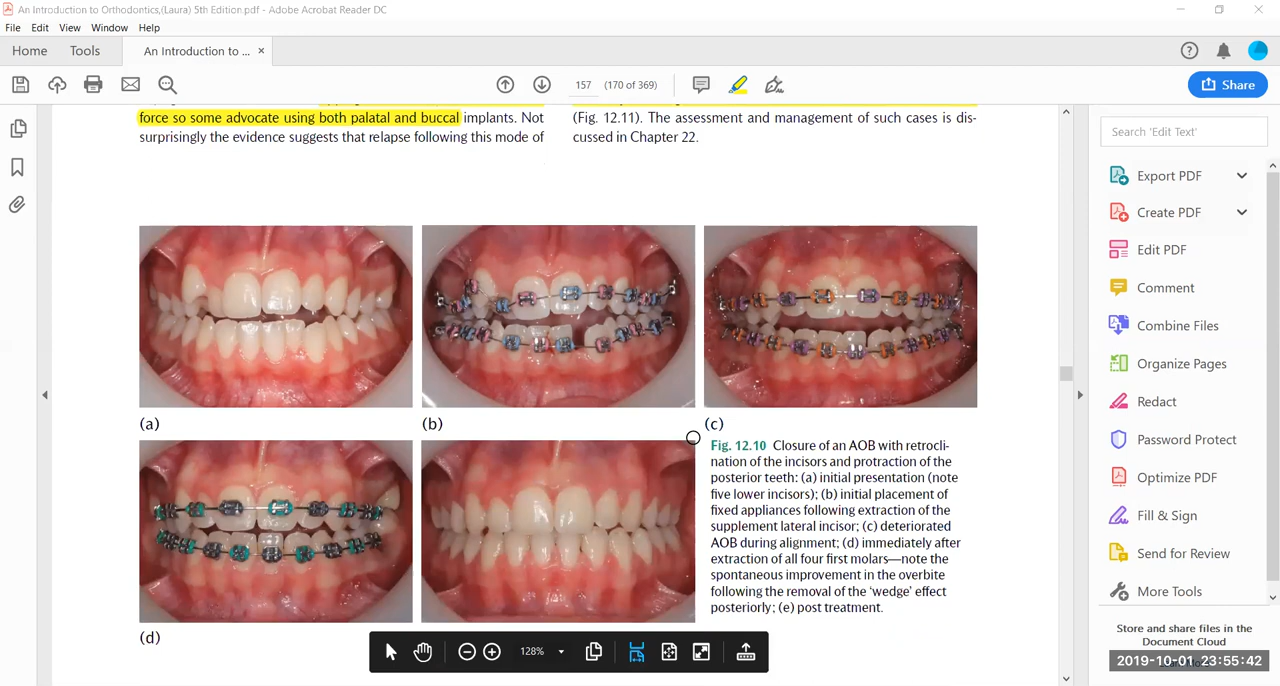 An Introduction to Orthodontics,(Laura) 5th Edition.pdf - Adobe Acrobat Reader DC
File Edit View Window Help
Home Tools An Introduction to ... ×
157 (170 of 369)
Share
force so some advocate using both palatal and buccal implants. Not
surprisingly the evidence suggests that relapse following this mode of
(Fig. 12.11). The assessment and management of such cases is dis-
cussed in Chapter 22.
(a)
(b)
(c)
(d)
Fig. 12.10 Closure of an AOB with retrocli-
nation of the incisors and protraction of the
posterior teeth: (a) initial presentation (note
five lower incisors); (b) initial placement of
fixed appliances following extraction of the
supplement lateral incisor; (c) deteriorated
AOB during alignment; (d) immediately after
extraction of all four first molars—note the
spontaneous improvement in the overbite
following the removal of the ‘wedge’ effect
posteriorly; (e) post treatment.
128%
Search 'Edit Text'
Export PDF
Create PDF
Edit PDF
Comment
Combine Files
Organize Pages
Redact
Password Protect
Optimize PDF
Fill & Sign
Send for Review
More Tools
Store and share files in the
Document Cloud
2019-10-01 23:55:42